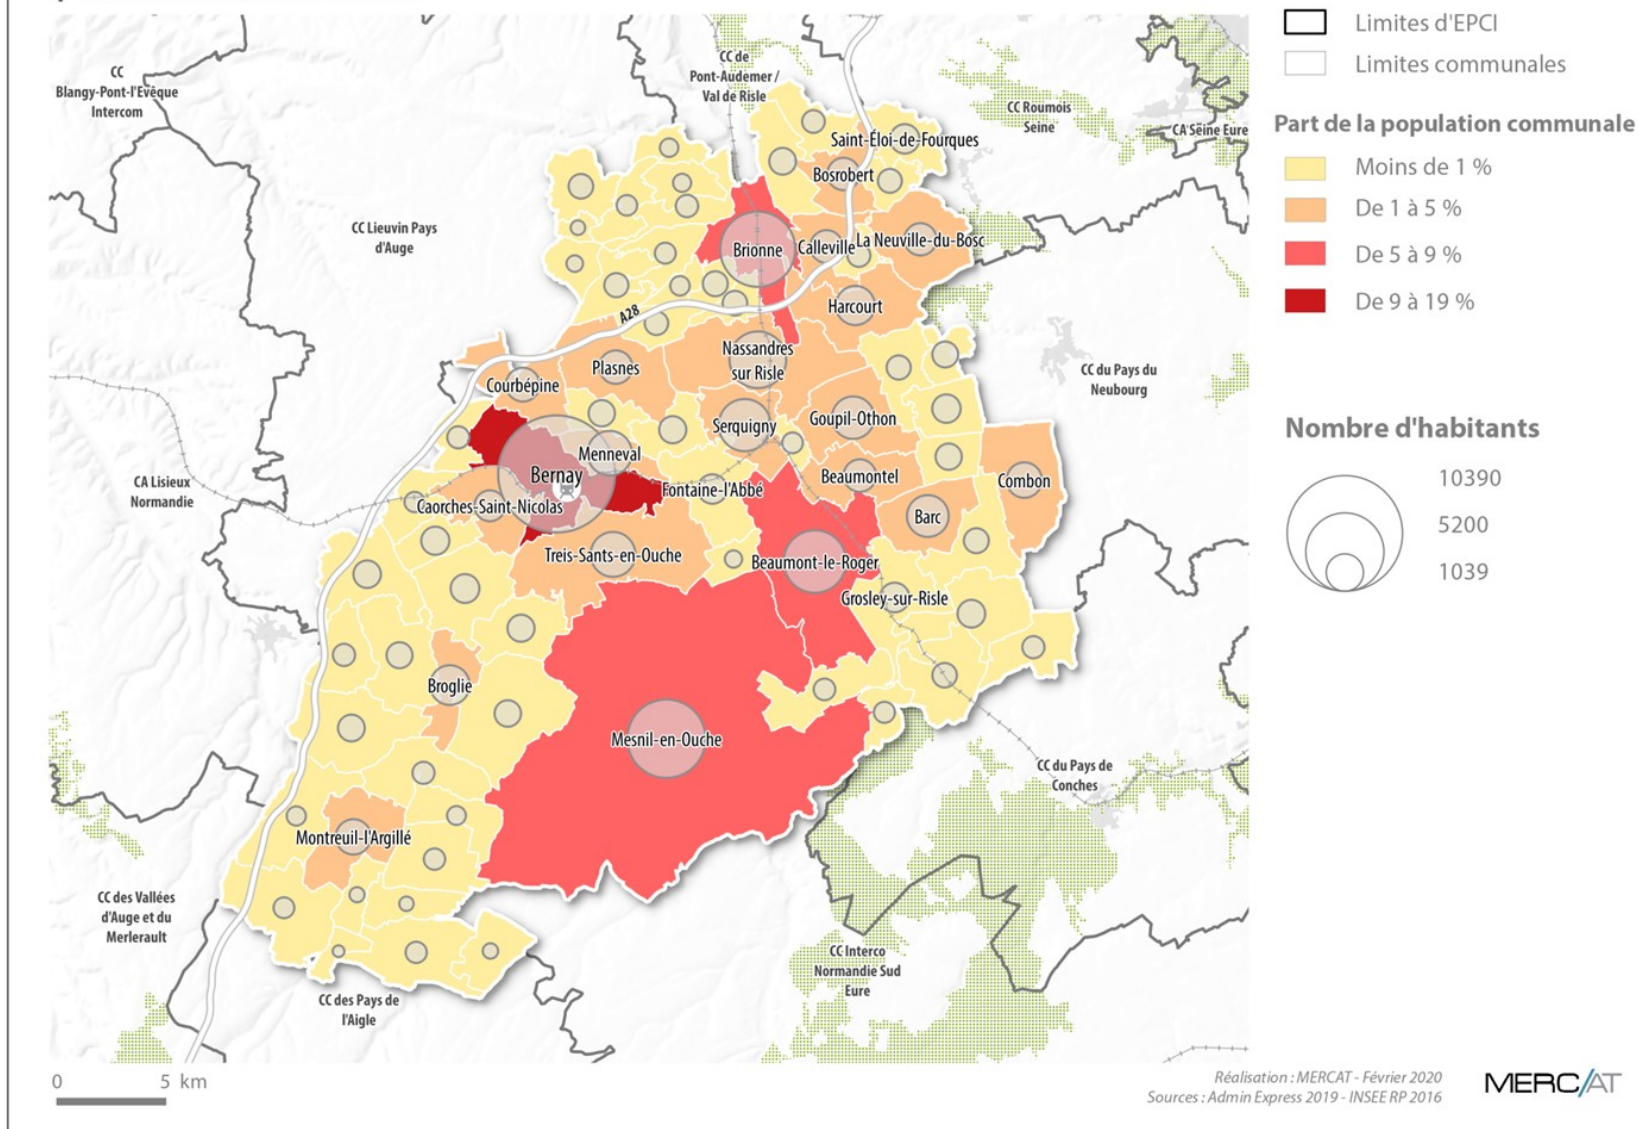 Limites d'EPCI
Limites communales
Part de la population communale
Moins de 1 %
De 1 à 5 %
De 5 à 9 %
De 9 à 19 %
Nombre d'habitants
10390
5200
1039
CC
Blangy-Pont-l'Evêque
Intercom
CC de
Pont-Audemer /
Val de Risle
CC Roumois
Seine
CA Seine Eure
Saint-Éloi-de-Fourques
Bosrobert
CC Lieuvin Pays
d'Auge
Brionne
Calleville
La Neuville-du-Bosc
Harcourt
A28
Nassandres
sur Risle
Plasnes
Courbépine
CC du Pays du
Neubourg
Serquigny
Goupil-Othon
Menneval
Bernay
Fontaine-l'Abbé
Beaumontel
Combon
CA Lisieux
Normandie
Caorches-Saint-Nicolas
Barc
Treis-Sants-en-Ouche
Beaumont-le-Roger
Grosley-sur-Risle
Broglie
Mesnil-en-Ouche
CC du Pays de
Conches
Montreuil-l'Argillé
CC des Vallées
d'Auge et du
Merlerault
CC Interco
Normandie Sud
Eure
CC des Pays de
l'Aigle
0 5 km
Réalisation : MERCAT - Février 2020
Sources : Admin Express 2019 - INSEE RP 2016
MERC/AT